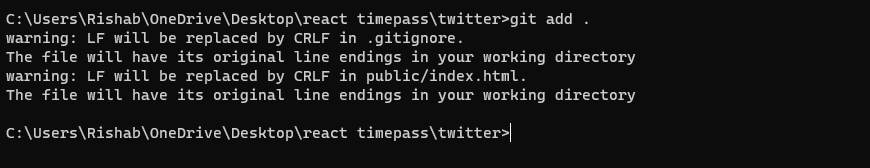 C:\Users\Rishab\OneDrive\Desktop\react timepass\twitter>git add .
warning: LF will be replaced by CRLF in .gitignore.
The file will have its original line endings in your working directory
warning: LF will be replaced by CRLF in public/index.html.
The file will have its original line endings in your working directory
C:\Users\Rishab\OneDrive\Desktop\react timepass\twitter>